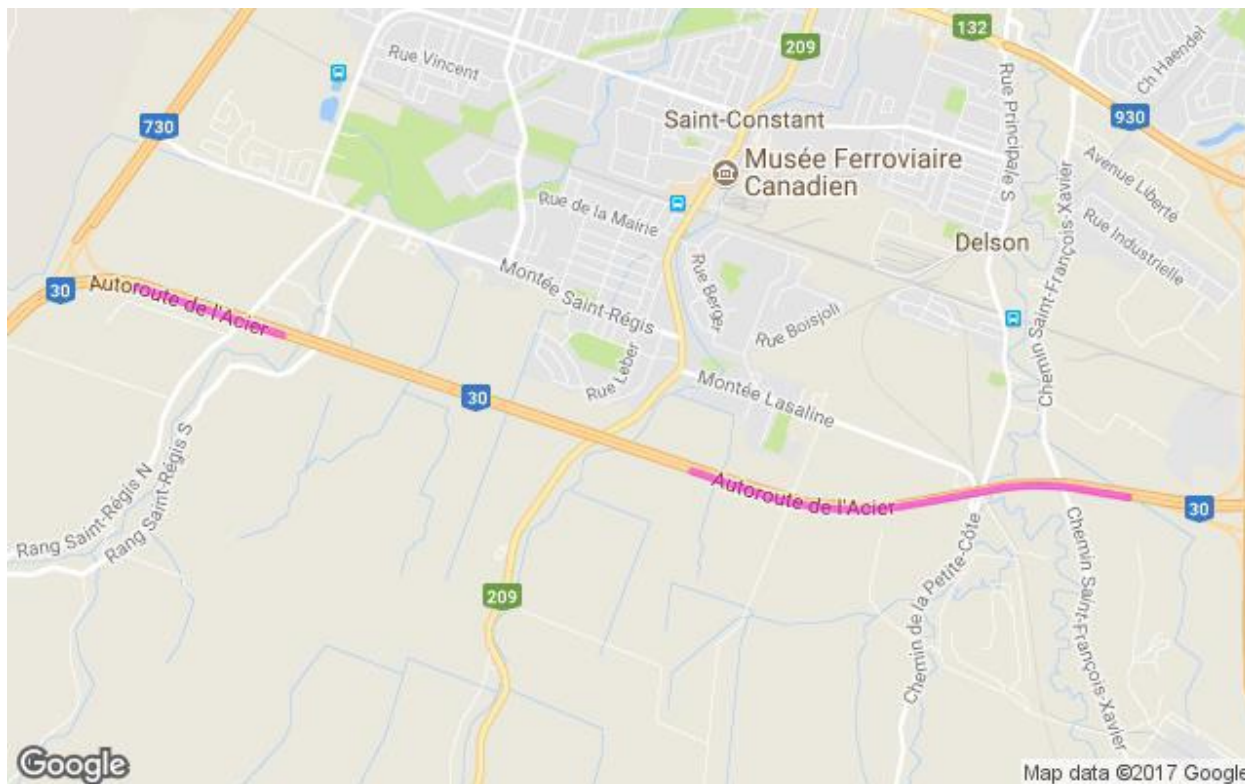 132
209
Rue Vincent
Ch Haendel
730
Saint-Constant
930
Rue Principale S
Musée Ferroviaire
Canadien
Avenue Liberté
Rue de la Mairie
Chemin Saint-François-Xavier
Rue Industrielle
Delson
Montée Saint-Régis
Rue Berger
30
Autoroute de l'Acier
Rue Boisjoli
Rue Leber
30
Montée Lasaline
Autoroute de l'Acier
30
Rang Saint-Régis N
Rang Saint-Régis S
209
Chemin de la Petite-Côte
Chemin Saint-François-Xavier
Google
Map data ©2017 Google